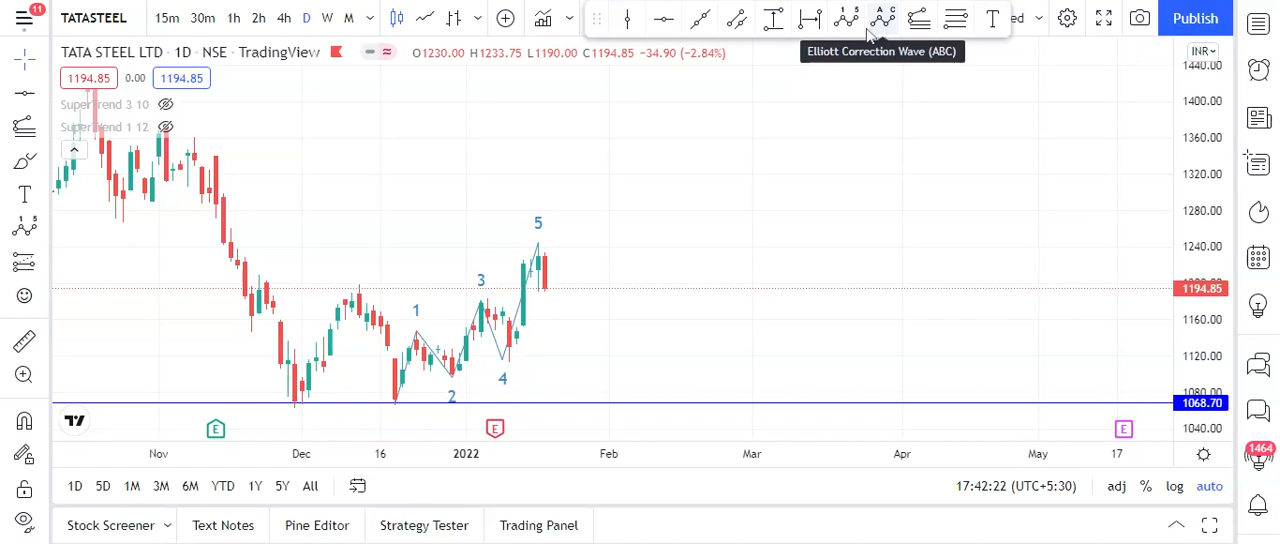 11
TATASTEEL 15m 30m 1h 2h 4h D W M ed Publish
Elliott Correction Wave (ABC)
TATA STEEL LTD · 1D · NSE · TradingView O1230.00 H1233.75 L1190.00 C1194.85 −34.90 (−2.84%) INR
1194.85 0.00 1194.85
SuperTrend 3 10
SuperTrend 1 12
1440.00
1400.00
1360.00
1320.00
1280.00
1240.00
1194.85
1160.00
1120.00
1080.00
1068.70
1040.00
1 2 3 4 5
E E E
Nov Dec 16 2022 Feb Mar Apr May 17
1D 5D 1M 3M 6M YTD 1Y 5Y All 17:42:22 (UTC+5:30) adj % log auto
1464
Stock Screener Text Notes Pine Editor Strategy Tester Trading Panel